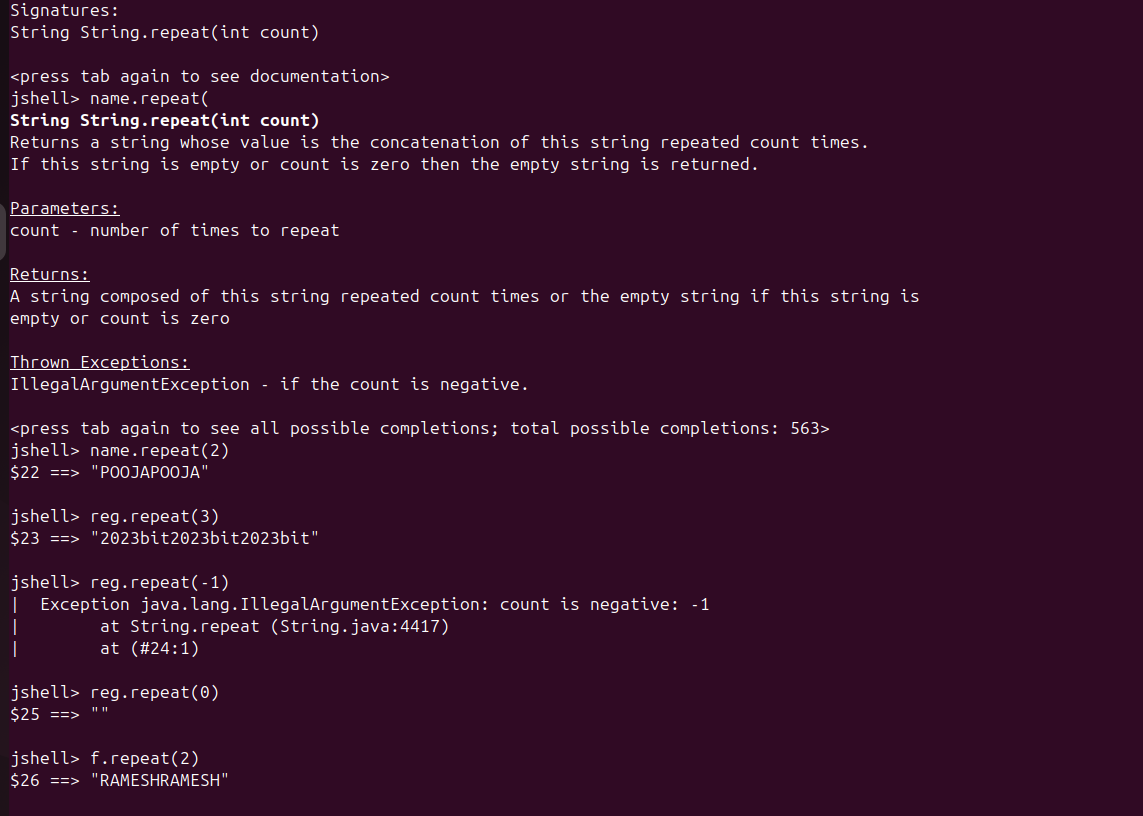 Signatures:
String String.repeat(int count)
<press tab again to see documentation>
jshell> name.repeat(
String String.repeat(int count)
Returns a string whose value is the concatenation of this string repeated count times.
If this string is empty or count is zero then the empty string is returned.
Parameters:
count - number of times to repeat
Returns:
A string composed of this string repeated count times or the empty string if this string is
empty or count is zero
Thrown Exceptions:
IllegalArgumentException - if the count is negative.
<press tab again to see all possible completions; total possible completions: 563>
jshell> name.repeat(2)
$22 ==> "POOJAPOOJA"
jshell> reg.repeat(3)
$23 ==> "2023bit2023bit2023bit"
jshell> reg.repeat(-1)
|  Exception java.lang.IllegalArgumentException: count is negative: -1
|        at String.repeat (String.java:4417)
|        at (#24:1)
jshell> reg.repeat(0)
$25 ==> ""
jshell> f.repeat(2)
$26 ==> "RAMESHRAMESH"